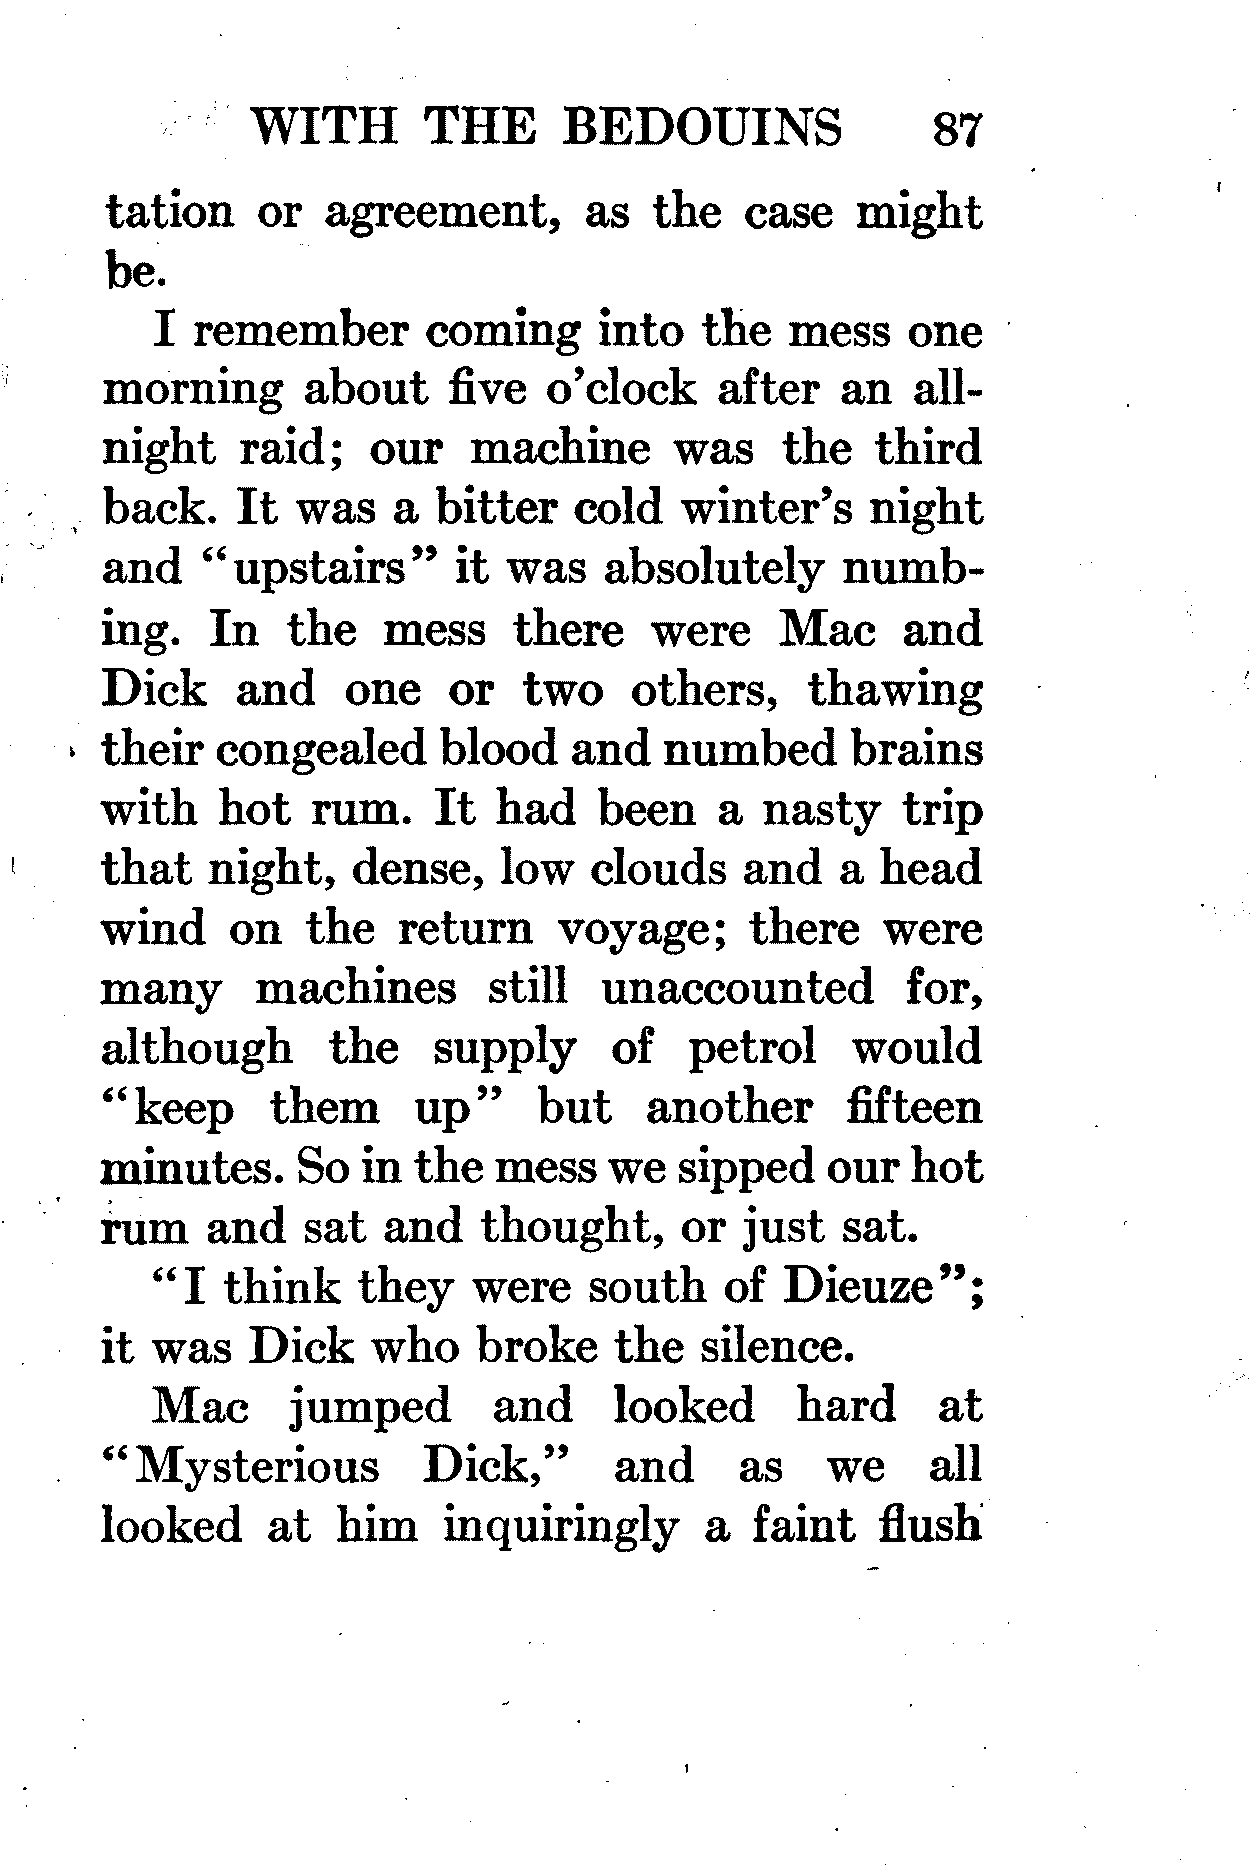 WITH THE BEDOUINS 87
tation or agreement, as the case might
be.
I remember coming into the mess one
morning about five o'clock after an all-
night raid; our machine was the third
back. It was a bitter cold winter's night
and "upstairs" it was absolutely numb-
ing. In the mess there were Mac and
Dick and one or two others, thawing
their congealed blood and numbed brains
with hot rum. It had been a nasty trip
that night, dense, low clouds and a head
wind on the return voyage; there were
many machines still unaccounted for,
although the supply of petrol would
"keep them up" but another fifteen
minutes. So in the mess we sipped our hot
rum and sat and thought, or just sat.
"I think they were south of Dieuze";
it was Dick who broke the silence.
Mac jumped and looked hard at
"Mysterious Dick," and as we all
looked at him inquiringly a faint flush